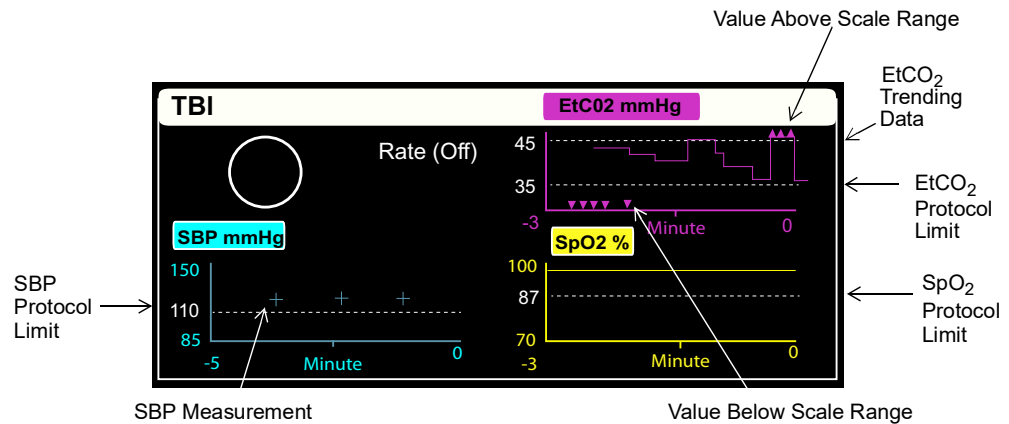 Value Above Scale Range
EtCO2
Trending
Data
TBI
EtC02 mmHg
Rate (Off)
45
35
-3
Minute
0
EtCO2
Protocol
Limit
SBP mmHg
150
110
85
-5
Minute
0
SpO2 %
100
87
70
-3
Minute
0
SBP
Protocol
Limit
SpO2
Protocol
Limit
SBP Measurement
Value Below Scale Range